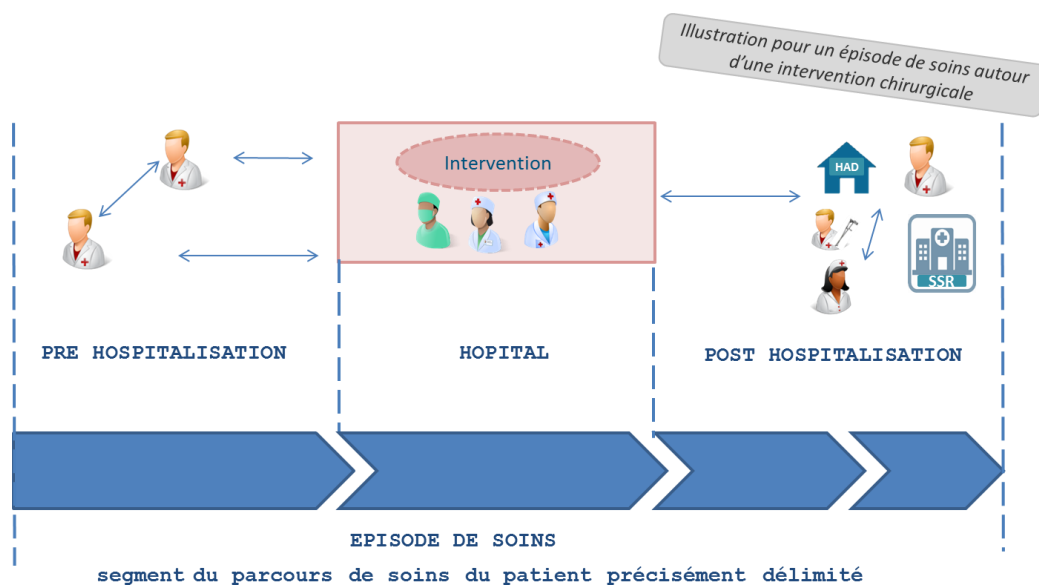 Illustration pour un épisode de soins autour
d'une intervention chirurgicale
Intervention
HAD
SSR
PRE HOSPITALISATION
HOPITAL
POST HOSPITALISATION
EPISODE DE SOINS
segment du parcours de soins du patient précisément délimité